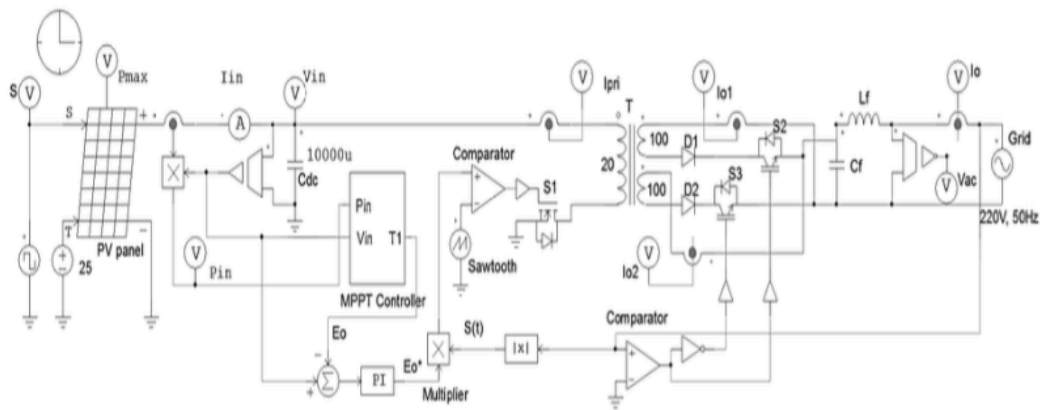 V
Pmax
Iin
V
Vin
V
Ipri
V
Io1
T
V
Io
S
V
S
+
A
10000u
Cdc
Comparator
S1
100
20
100
D1
D2
S2
S3
Lf
Cf
Vac
V
Grid
220V, 50Hz
T
PV panel
25
V
Pin
Pin
Vin
T1
MPPT Controller
Sawtooth
V
Io2
Eo
PI
Eo*
Multiplier
S(t)
|x|
Comparator